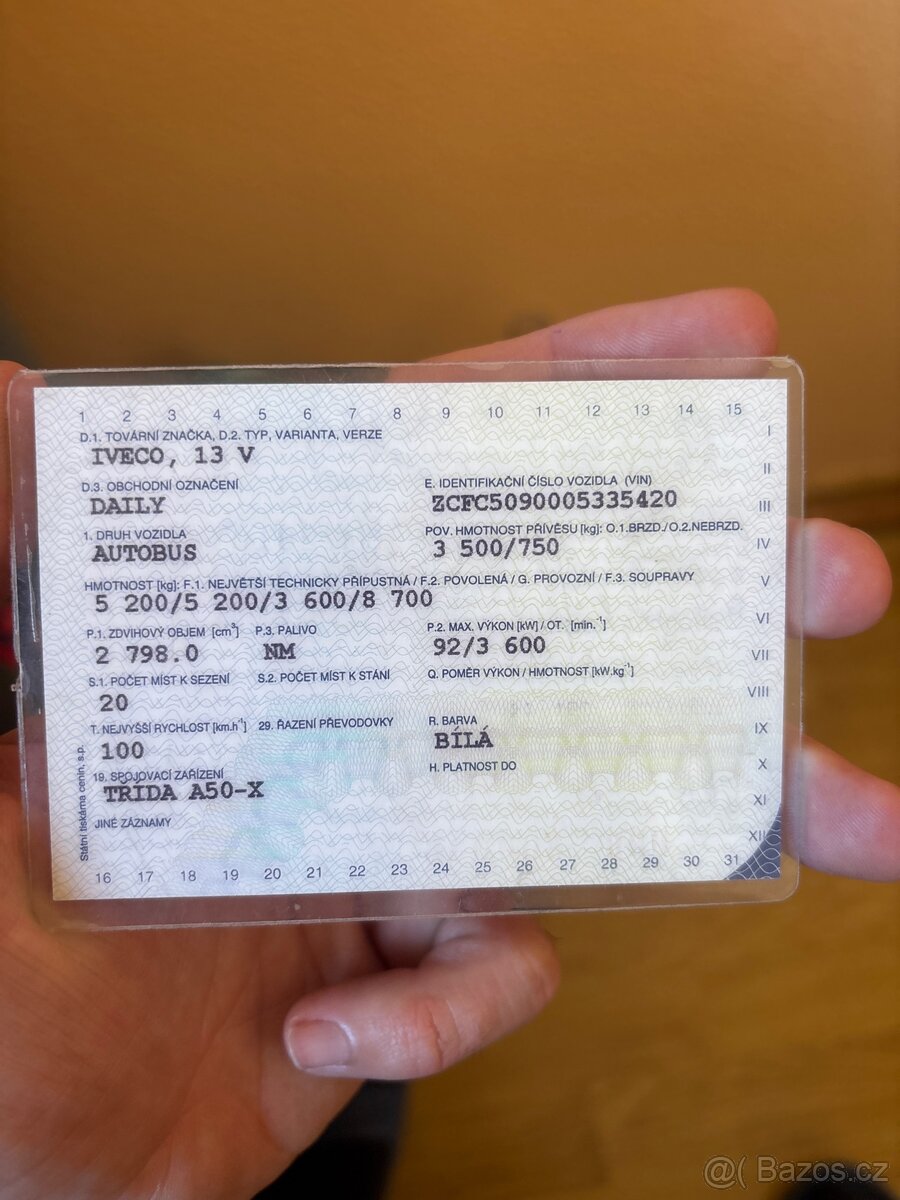 1 2 3 4 5 6 7 8 9 10 11 12 13 14 15
D.1. TOVÁRNÍ ZNAČKA, D.2. TYP, VARIANTA, VERZE
I
IVECO, 13 V
II
D.3. OBCHODNÍ OZNAČENÍ E. IDENTIFIKAČNÍ ČÍSLO VOZIDLA (VIN)
DAILY ZCFC5090005335420
III
1. DRUH VOZIDLA POV. HMOTNOST PŘÍVĚSU [kg]: O.1.BRZD./O.2.NEBRZD.
AUTOBUS 3 500/750
IV
HMOTNOST [kg]: F.1. NEJVĚTŠÍ TECHNICKY PŘÍPUSTNÁ / F.2. POVOLENÁ / G. PROVOZNÍ / F.3. SOUPRAVY
V
5 200/5 200/3 600/8 700
VI
P.1. ZDVIHOVÝ OBJEM [cm³] P.3. PALIVO P.2. MAX. VÝKON [kW] / OT. [min.⁻¹]
2 798.0 NM 92/3 600
VII
S.1. POČET MÍST K SEZENÍ S.2. POČET MÍST K STÁNÍ Q. POMĚR VÝKON / HMOTNOST [kW.kg⁻¹]
VIII
20
T. NEJVYŠŠÍ RYCHLOST [km.h⁻¹] 29. ŘAZENÍ PŘEVODOVKY R. BARVA
IX
100 BÍLÁ
X
19. SPOJOVACÍ ZAŘÍZENÍ H. PLATNOST DO
TŘÍDA A50-X
XI
JINÉ ZÁZNAMY
XII
Státní tiskárna cenin, s.p.
16 17 18 19 20 21 22 23 24 25 26 27 28 29 30 31
@( Bazos.cz